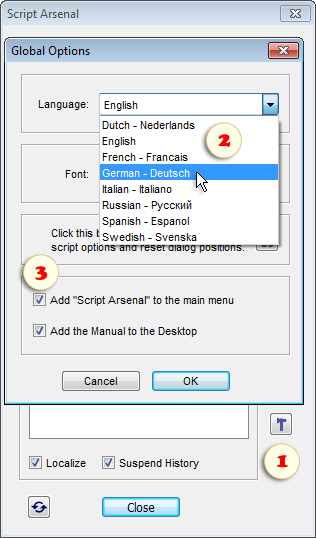 Script Arsenal
Global Options
Language: English
Dutch - Nederlands
2
English
French - Francais
Font:
German - Deutsch
Italian - Italiano
Russian - Русский
Spanish - Espanol
Click this b
Swedish - Svenska
script options and reset dialog positions.
3
Add "Script Arsenal" to the main menu
Add the Manual to the Desktop
Cancel OK
1
Localize Suspend History
Close